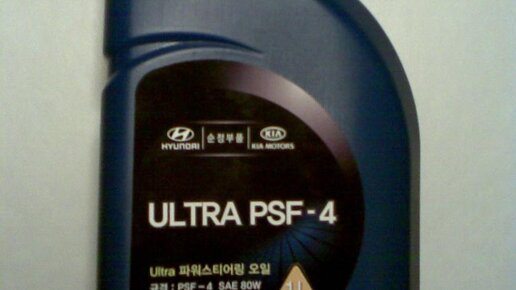 HYUNDAI 순정부품 KIA KIA MOTORS
ULTRA PSF-4
Ultra 파워스티어링 오일
규격 : PSF-4 SAE 80W
1L